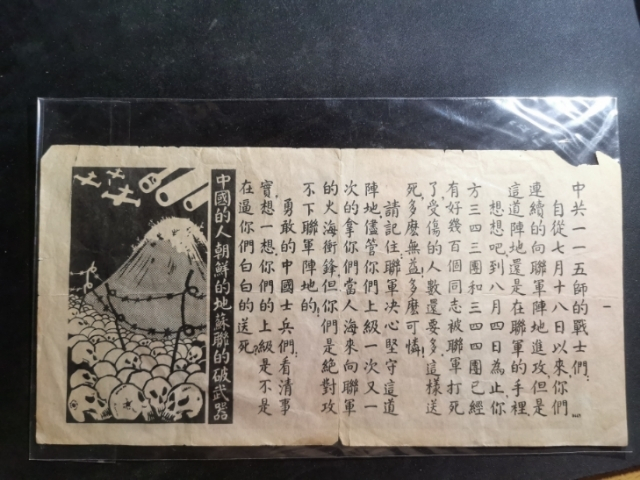 中共一一五師的戰士們:
自從七月十八日以來,你們
連續的向聯軍陣地進攻但是
這道陣地還是在聯軍的手裡
想想吧到八月四日為止,你
方三四三團和三四四團已經
有好幾百個同志被聯軍打死
了,受傷的人數還要多,這樣送
死,多麼無益多麼可憐!
請記住聯軍決心堅守這道
陣地儘管你們上級一次又一
次的拿你們當人海來向聯軍
的火海衝鋒但你們是絕對攻
不下聯軍陣地的!
勇敢的中國士兵們,看清事
實想一想,你們的上級是不是
在逼你們白白的送死?
中國的人 朝鮮的地 蘇聯的破武器